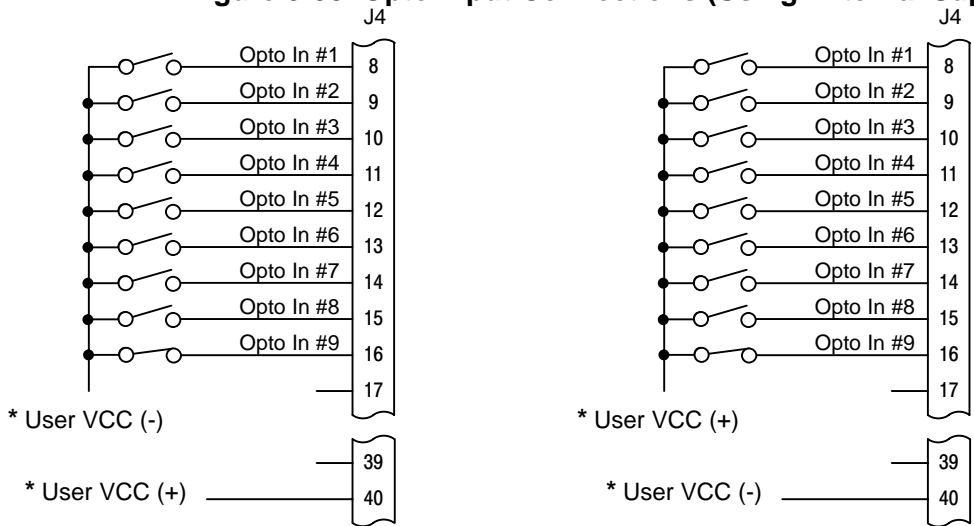 J4 J4
Opto In #1 8 Opto In #1 8
Opto In #2 9 Opto In #2 9
Opto In #3 10 Opto In #3 10
Opto In #4 11 Opto In #4 11
Opto In #5 12 Opto In #5 12
Opto In #6 13 Opto In #6 13
Opto In #7 14 Opto In #7 14
Opto In #8 15 Opto In #8 15
Opto In #9 16 Opto In #9 16
17 17
* User VCC (-) * User VCC (+)
39 39
* User VCC (+) 40 * User VCC (-) 40